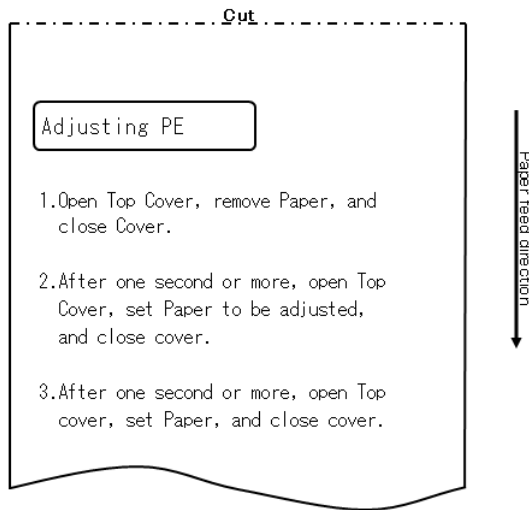 Cut
Adjusting PE
1.Open Top Cover, remove Paper, and
close Cover.
2.After one second or more, open Top
Cover, set Paper to be adjusted,
and close cover.
3.After one second or more, open Top
cover, set Paper, and close cover.
Paper feed direction